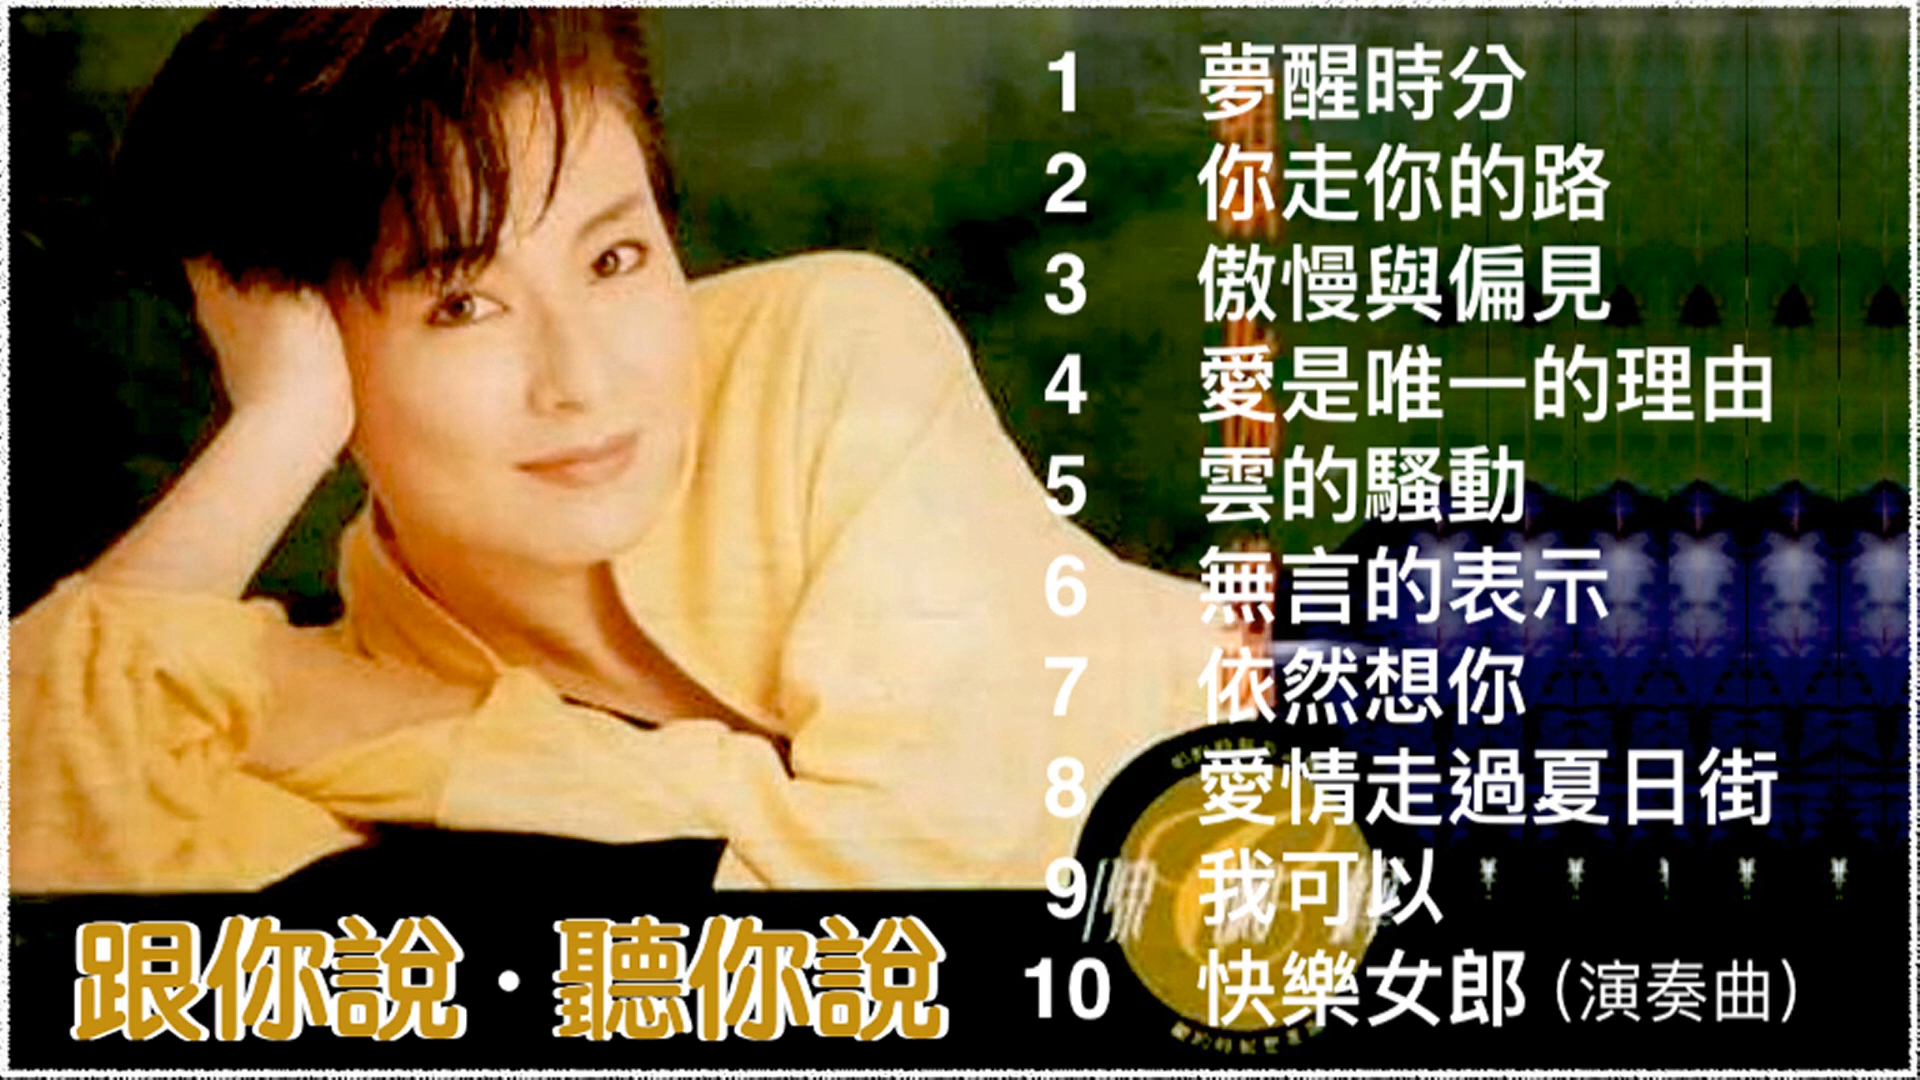 1 夢醒時分
2 你走你的路
3 傲慢與偏見
4 愛是唯一的理由
5 雲的騷動
6 無言的表示
7 依然想你
8 愛情走過夏日街
9 我可以
10 快樂女郎(演奏曲)
跟你說·聽你說